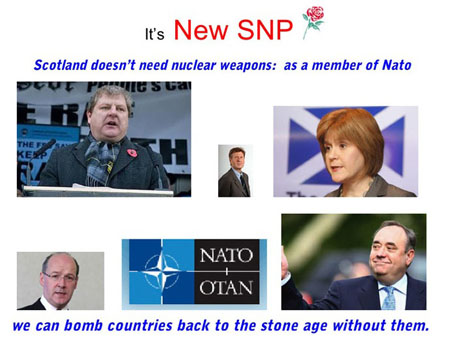 It's New SNP
Scotland doesn't need nuclear weapons: as a member of Nato
NATO
OTAN
we can bomb countries back to the stone age without them.